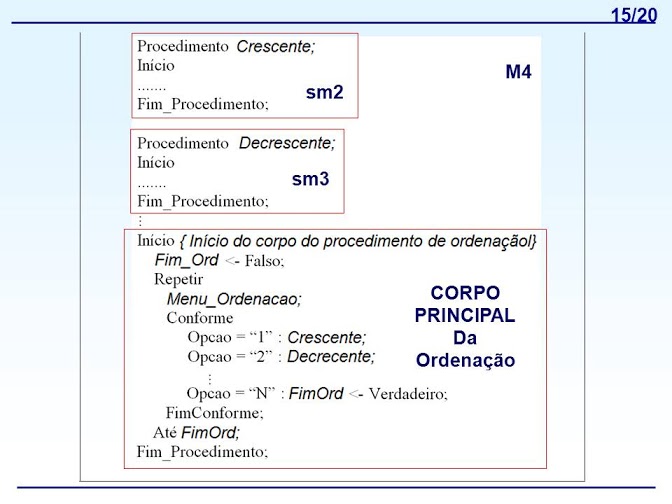 15/20
Procedimento Crescente;
Início
.......
Fim_Procedimento;
sm2
M4
Procedimento Decrescente;
Início
.......
Fim_Procedimento;
sm3
⋮
Início { Início do corpo do procedimento de ordenaçãol}
Fim_Ord <- Falso;
Repetir
Menu_Ordenacao;
Conforme
Opcao = “1” : Crescente;
Opcao = “2” : Decrecente;
⋮
Opcao = “N” : FimOrd <- Verdadeiro;
FimConforme;
Até FimOrd;
Fim_Procedimento;
CORPO
PRINCIPAL
Da
Ordenação